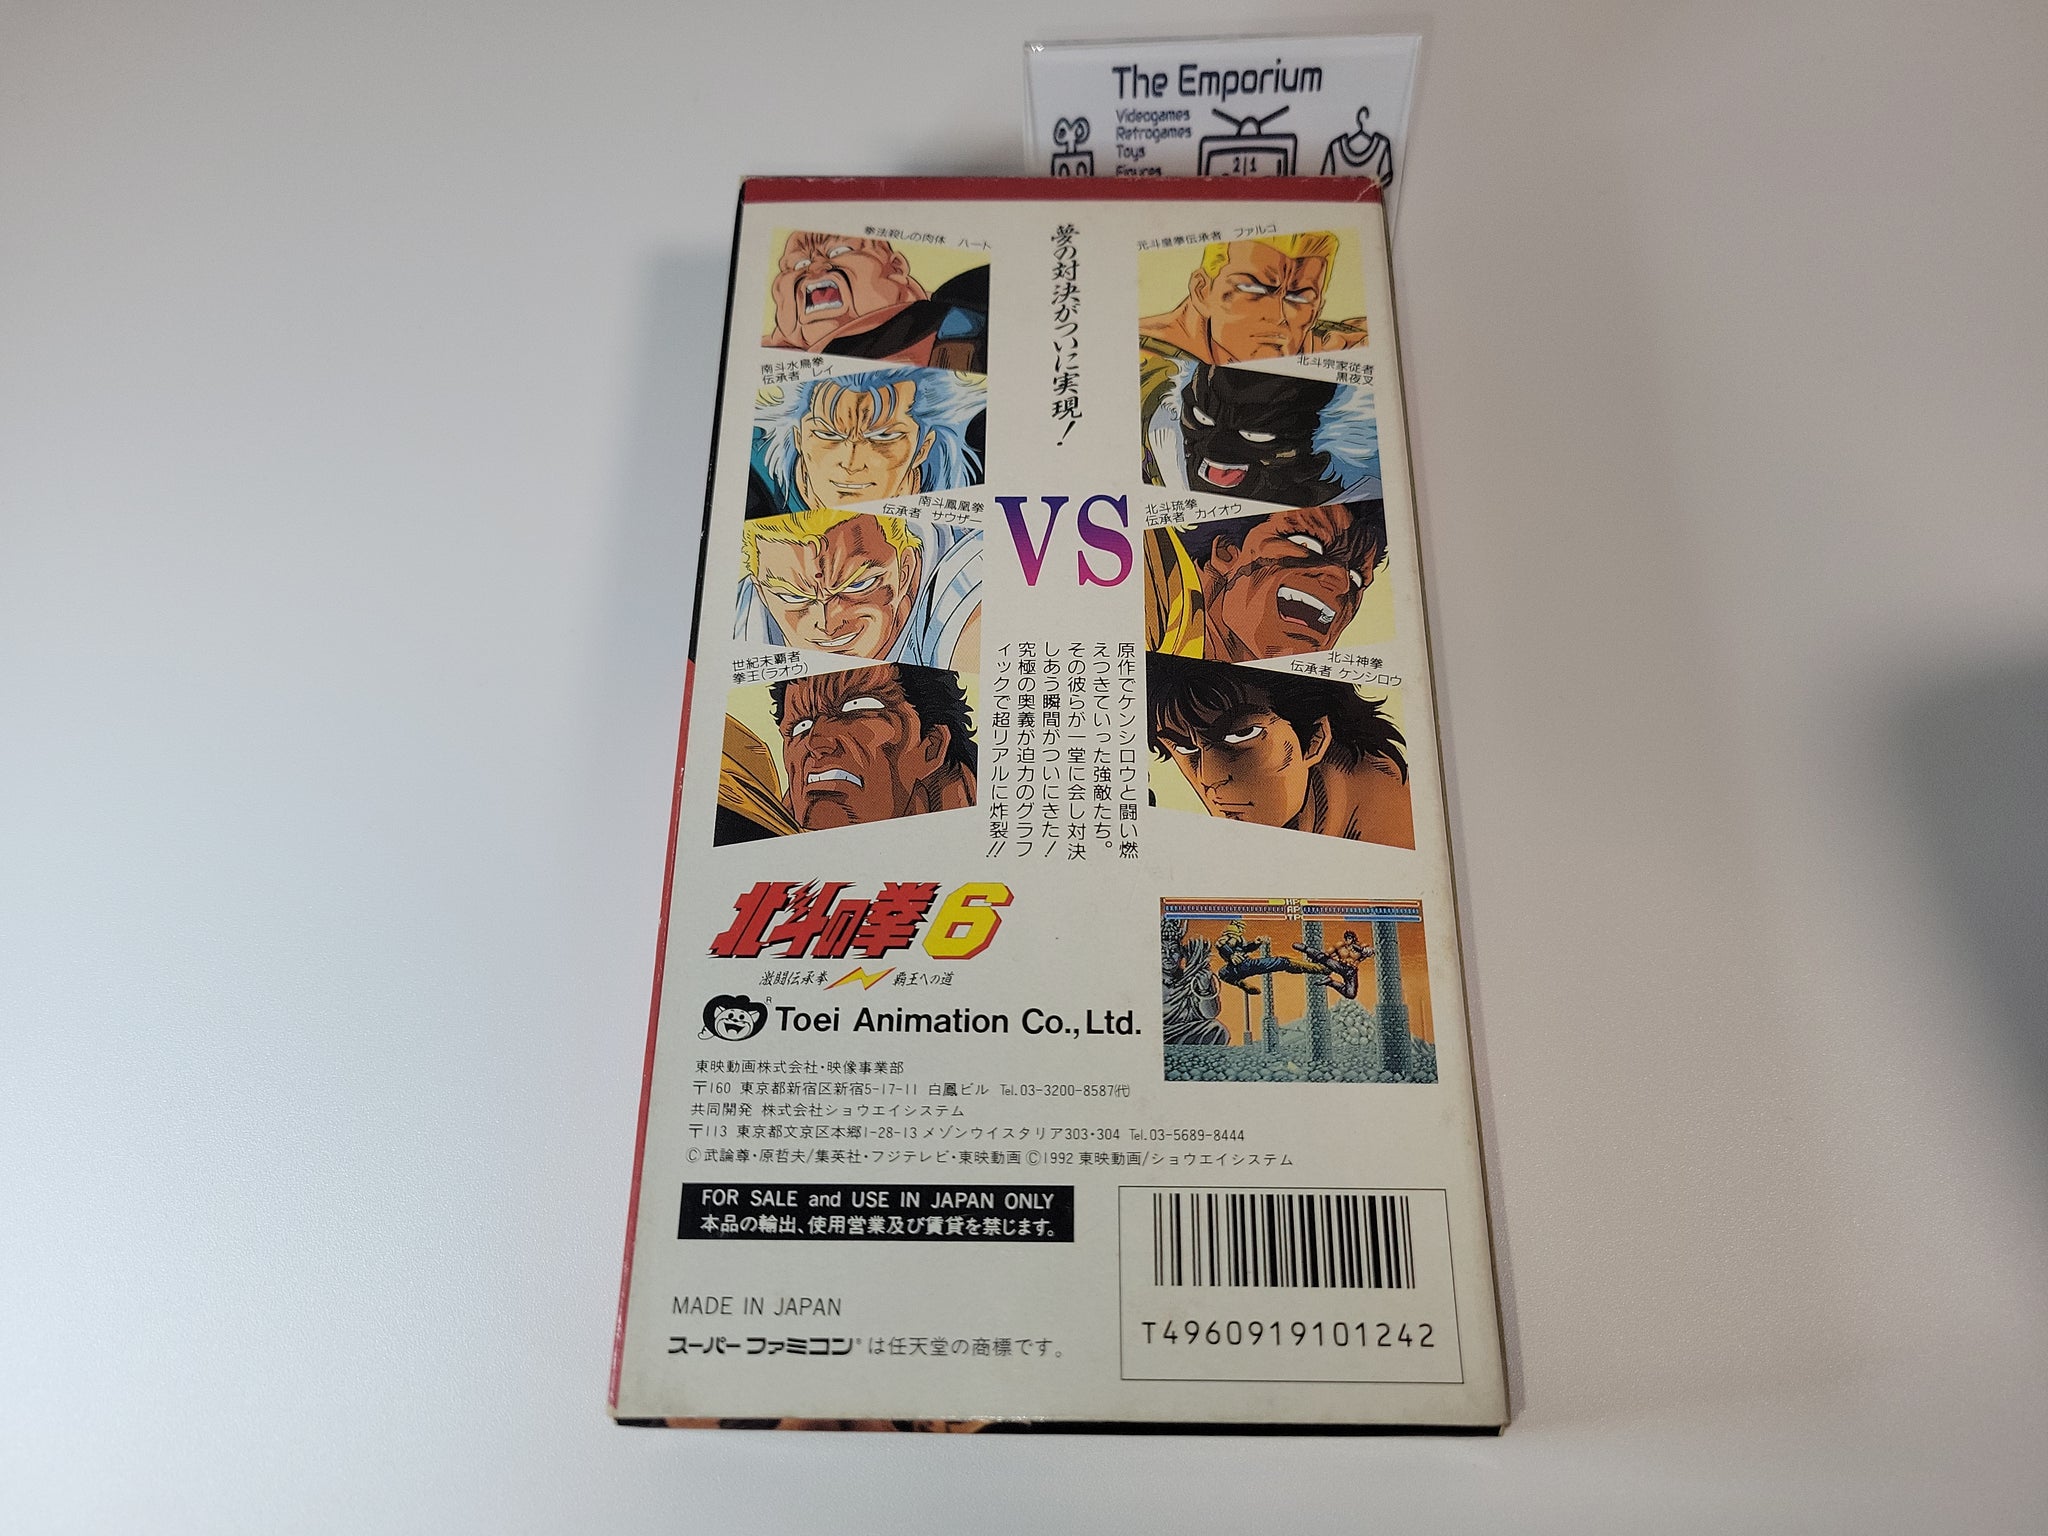 The Emporium
Videogames
Retrogames
Toys
Figures
2/1
拳法殺しの肉体 ハート
南斗水鳥拳
伝承者 レイ
南斗鳳凰拳
伝承者 サウザー
世紀末覇者
拳王(ラオウ)
夢の対決がついに実現!
VS
元斗皇拳伝承者 ファルコ
北斗宗家従者
黒夜叉
北斗琉拳
伝承者 カイオウ
北斗神拳
伝承者 ケンシロウ
原作でケンシロウと闘い燃
えつきていった強敵たち。
その彼らが一堂に会し対決
しあう瞬間がついにきた!
究極の奥義が迫力のグラフ
ィックで超リアルに炸裂!!
北斗の拳6
激闘伝承拳 覇王への道
HP
AP
TP
Toei Animation Co.,Ltd.
東映動画株式会社・映像事業部
〒160 東京都新宿区新宿5-17-11 白鳳ビル Tel.03-3200-8587(代)
共同開発 株式会社ショウエイシステム
〒113 東京都文京区本郷1-28-13 メゾンウイスタリア303・304 Tel.03-5689-8444
Ⓒ武論尊・原哲夫/集英社・フジテレビ・東映動画 Ⓒ1992 東映動画/ショウエイシステム
FOR SALE and USE IN JAPAN ONLY
本品の輸出、使用営業及び賃貸を禁じます。
MADE IN JAPAN
スーパーファミコン®は任天堂の商標です。
T4960919101242